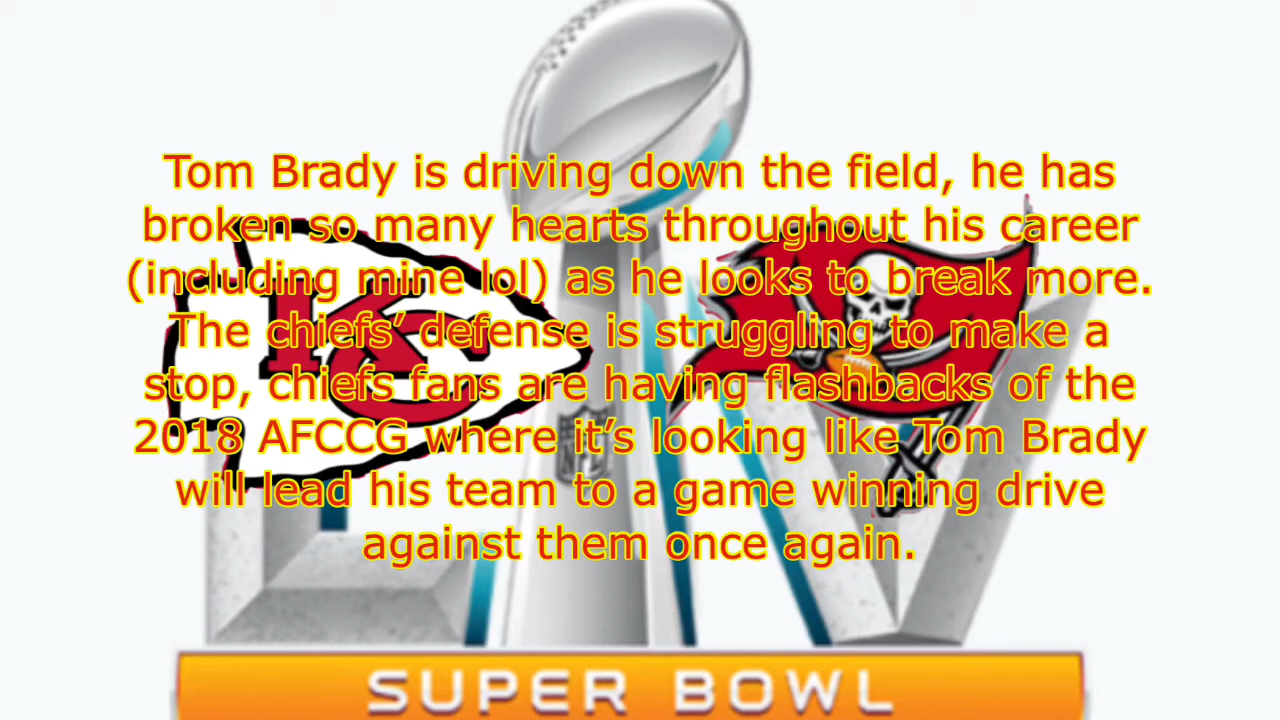 Tom Brady is driving down the field, he has
broken so many hearts throughout his career
(including mine lol) as he looks to break more.
The chiefs’ defense is struggling to make a
stop, chiefs fans are having flashbacks of the
2018 AFCCG where it’s looking like Tom Brady
will lead his team to a game winning drive
against them once again.
KC
NFL
LV
SUPER BOWL